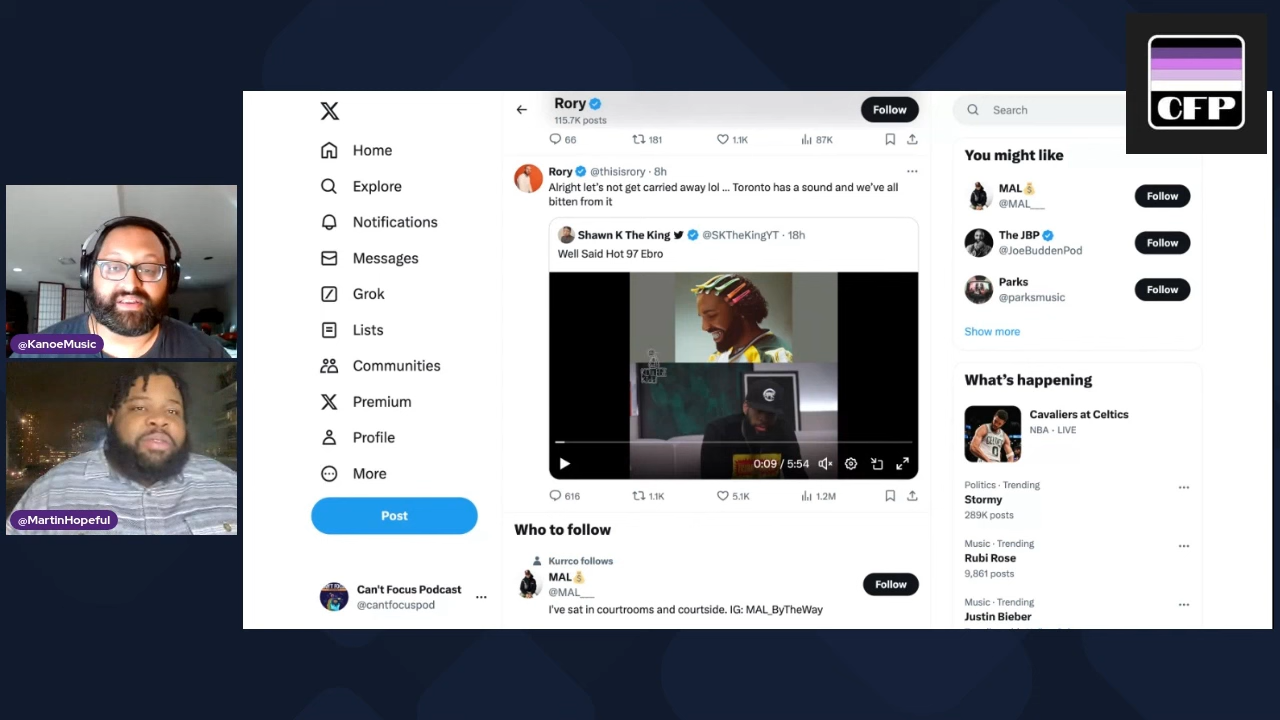 CFP
@KanoeMusic
@MartinHopeful
Home
Explore
Notifications
Messages
Grok
Lists
Communities
Premium
Profile
More
Post
Can't Focus Podcast
@cantfocuspod
Rory
115.7K posts
Follow
66 181 1.1K 87K
Rory @thisisrory · 8h
Alright let's not get carried away lol ... Toronto has a sound and we've all
bitten from it
Shawn K The King @SKTheKingYT · 18h
Well Said Hot 97 Ebro
0:09 / 5:54
616 1.1K 5.1K 1.2M
Who to follow
Kurrco follows
MAL
@MAL___
Follow
I've sat in courtrooms and courtside. IG: MAL_ByTheWay
Search
You might like
MAL
@MAL___
Follow
The JBP
@JoeBuddenPod
Follow
Parks
@parksmusic
Follow
Show more
What's happening
Cavaliers at Celtics
NBA · LIVE
Politics · Trending
Stormy
289K posts
Music · Trending
Rubi Rose
9,861 posts
Music · Trending
Justin Bieber